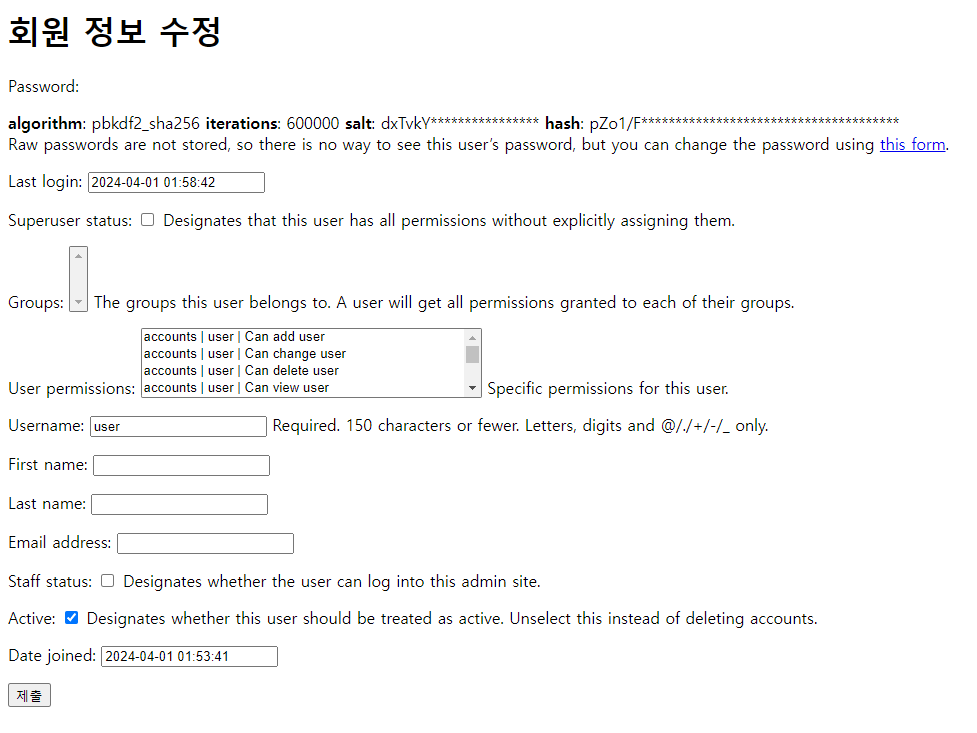 회원 정보 수정
Password:
algorithm: pbkdf2_sha256 iterations: 600000 salt: dxTvkY**************** hash: pZo1/F**************************************
Raw passwords are not stored, so there is no way to see this user's password, but you can change the password using this form.
Last login: 2024-04-01 01:58:42
Superuser status: Designates that this user has all permissions without explicitly assigning them.
Groups: The groups this user belongs to. A user will get all permissions granted to each of their groups.
accounts | user | Can add user
accounts | user | Can change user
accounts | user | Can delete user
User permissions: accounts | user | Can view user Specific permissions for this user.
Username: user Required. 150 characters or fewer. Letters, digits and @/./+/-/_ only.
First name:
Last name:
Email address:
Staff status: Designates whether the user can log into this admin site.
Active: Designates whether this user should be treated as active. Unselect this instead of deleting accounts.
Date joined: 2024-04-01 01:53:41
제출